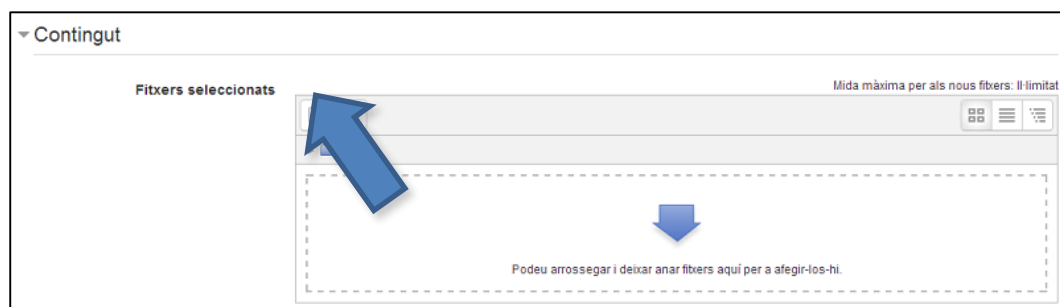 Contingut
Fitxers seleccionats
Mida màxima per als nous fitxers: Il·limitat
Podeu arrossegar i deixar anar fitxers aquí per a afegir-los-hi.